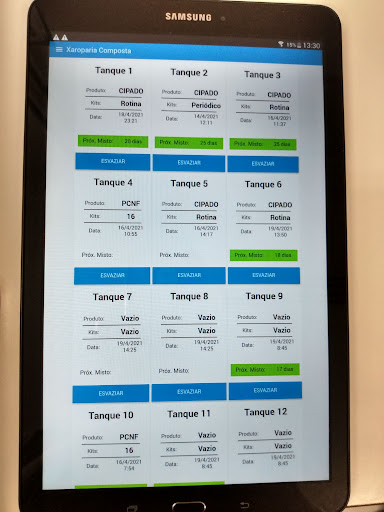 SAMSUNG
15% 13:30
Xaroparia Composta
Tanque 1
Produto: CIPADO
Kits: Rotina
Data: 18/4/2021
23:21
Próx. Misto: 20 dias
ESVAZIAR
Tanque 2
Produto: CIPADO
Kits: Periódico
Data: 14/4/2021
12:11
Próx. Misto: 25 dias
ESVAZIAR
Tanque 3
Produto: CIPADO
Kits: Rotina
Data: 16/4/2021
11:37
Próx. Misto: 25 dias
ESVAZIAR
Tanque 4
Produto: PCNF
Kits: 16
Data: 16/4/2021
10:55
Próx. Misto:
ESVAZIAR
Tanque 5
Produto: CIPADO
Kits: Rotina
Data: 16/4/2021
14:17
Próx. Misto:
ESVAZIAR
Tanque 6
Produto: CIPADO
Kits: Rotina
Data: 19/4/2021
13:50
Próx. Misto: 18 dias
ESVAZIAR
Tanque 7
Produto: Vazio
Kits: Vazio
Data: 19/4/2021
14:25
Próx. Misto:
ESVAZIAR
Tanque 8
Produto: Vazio
Kits: Vazio
Data: 19/4/2021
14:25
Próx. Misto:
ESVAZIAR
Tanque 9
Produto: Vazio
Kits: Vazio
Data: 19/4/2021
8:45
Próx. Misto: 17 dias
ESVAZIAR
Tanque 10
Produto: PCNF
Kits: 16
Data: 16/4/2021
7:54
Tanque 11
Produto: Vazio
Kits: Vazio
Data: 19/4/2021
8:45
Tanque 12
Produto: Vazio
Kits: Vazio
Data: 19/4/2021
8:45